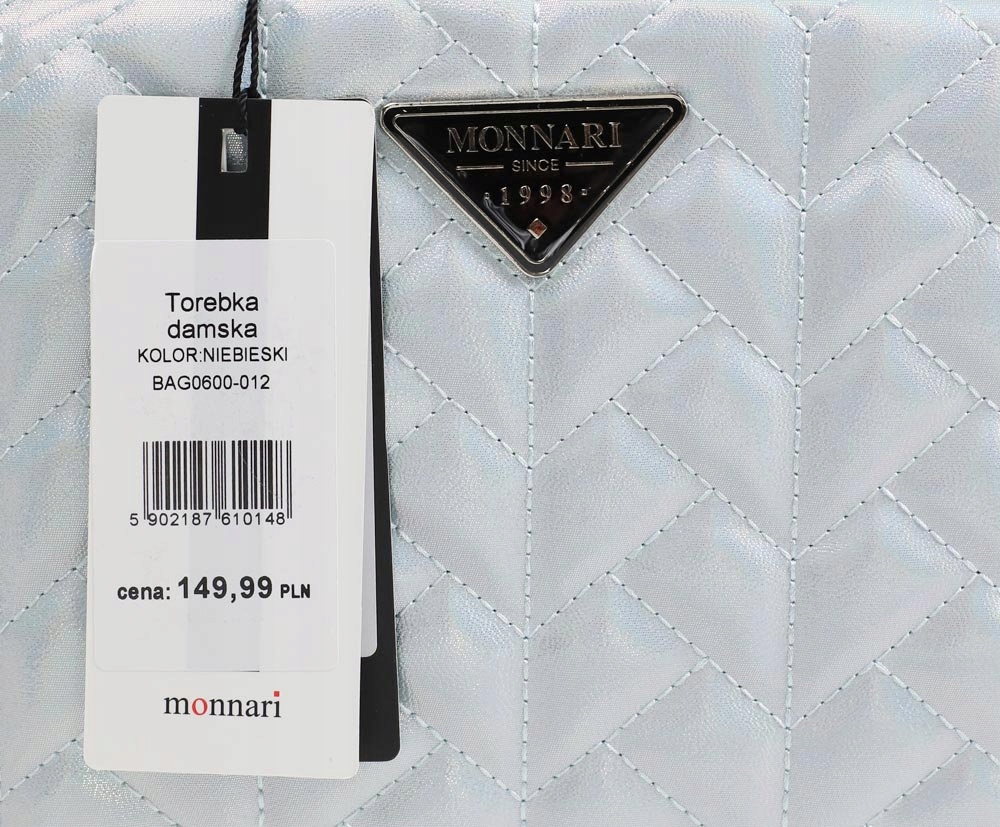 MONNARI
SINCE
1998
Torebka
damska
KOLOR:NIEBIESKI
BAG0600-012
5 902187 610148
cena: 149,99 PLN
monnari